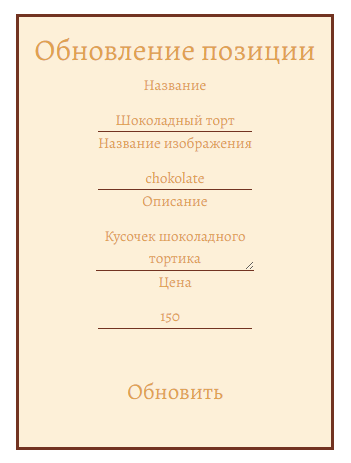 Обновление позиции
Название
Шоколадный торт
Название изображения
chokolate
Описание
Кусочек шоколадного
тортика
Цена
150
Обновить